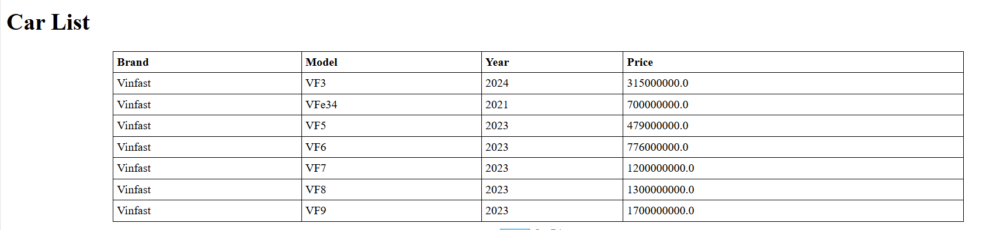 Car List
Brand Model Year Price
Vinfast VF3 2024 315000000.0
Vinfast VFe34 2021 700000000.0
Vinfast VF5 2023 479000000.0
Vinfast VF6 2023 776000000.0
Vinfast VF7 2023 1200000000.0
Vinfast VF8 2023 1300000000.0
Vinfast VF9 2023 1700000000.0